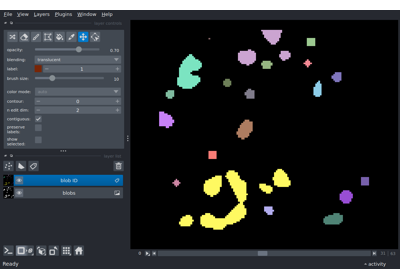 File View Layers Plugins Window Help
layer controls
opacity: 0.70
blending: translucent
label: 1
brush size: 10
color mode:
contour: 0
n edit dim: 2
contiguous
preserve labels:
show selected:
layer list
blob ID
blobs
Ready
activity